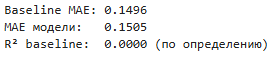 Baseline MAE: 0.1496
MAE модели: 0.1505
R² baseline: 0.0000 (по определению)